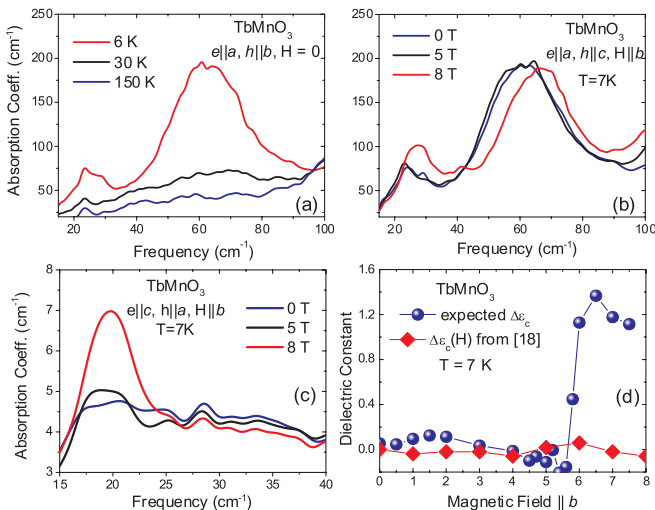 TbMnO3
e||a, h||b, H = 0
6 K
30 K
150 K
250
200
150
100
50
Absorption Coeff. (cm-1)
20
40
60
80
100
Frequency (cm-1)
(a)
TbMnO3
e||a, h||c, H||b
T=7K
0 T
5 T
8 T
250
200
150
100
50
20
40
60
80
100
Frequency (cm-1)
(b)
TbMnO3
e||c, h||a, H||b
T=7K
0 T
5 T
8 T
8
7
6
5
4
3
Absorption Coeff. (cm-1)
15
20
25
30
35
40
Frequency (cm-1)
(c)
TbMnO3
expected Δεc
Δεc(H) from [18]
T = 7 K
1.6
1.2
0.8
0.4
0.0
Dielectric Constant
0
1
2
3
4
5
6
7
8
Magnetic Field || b
(d)